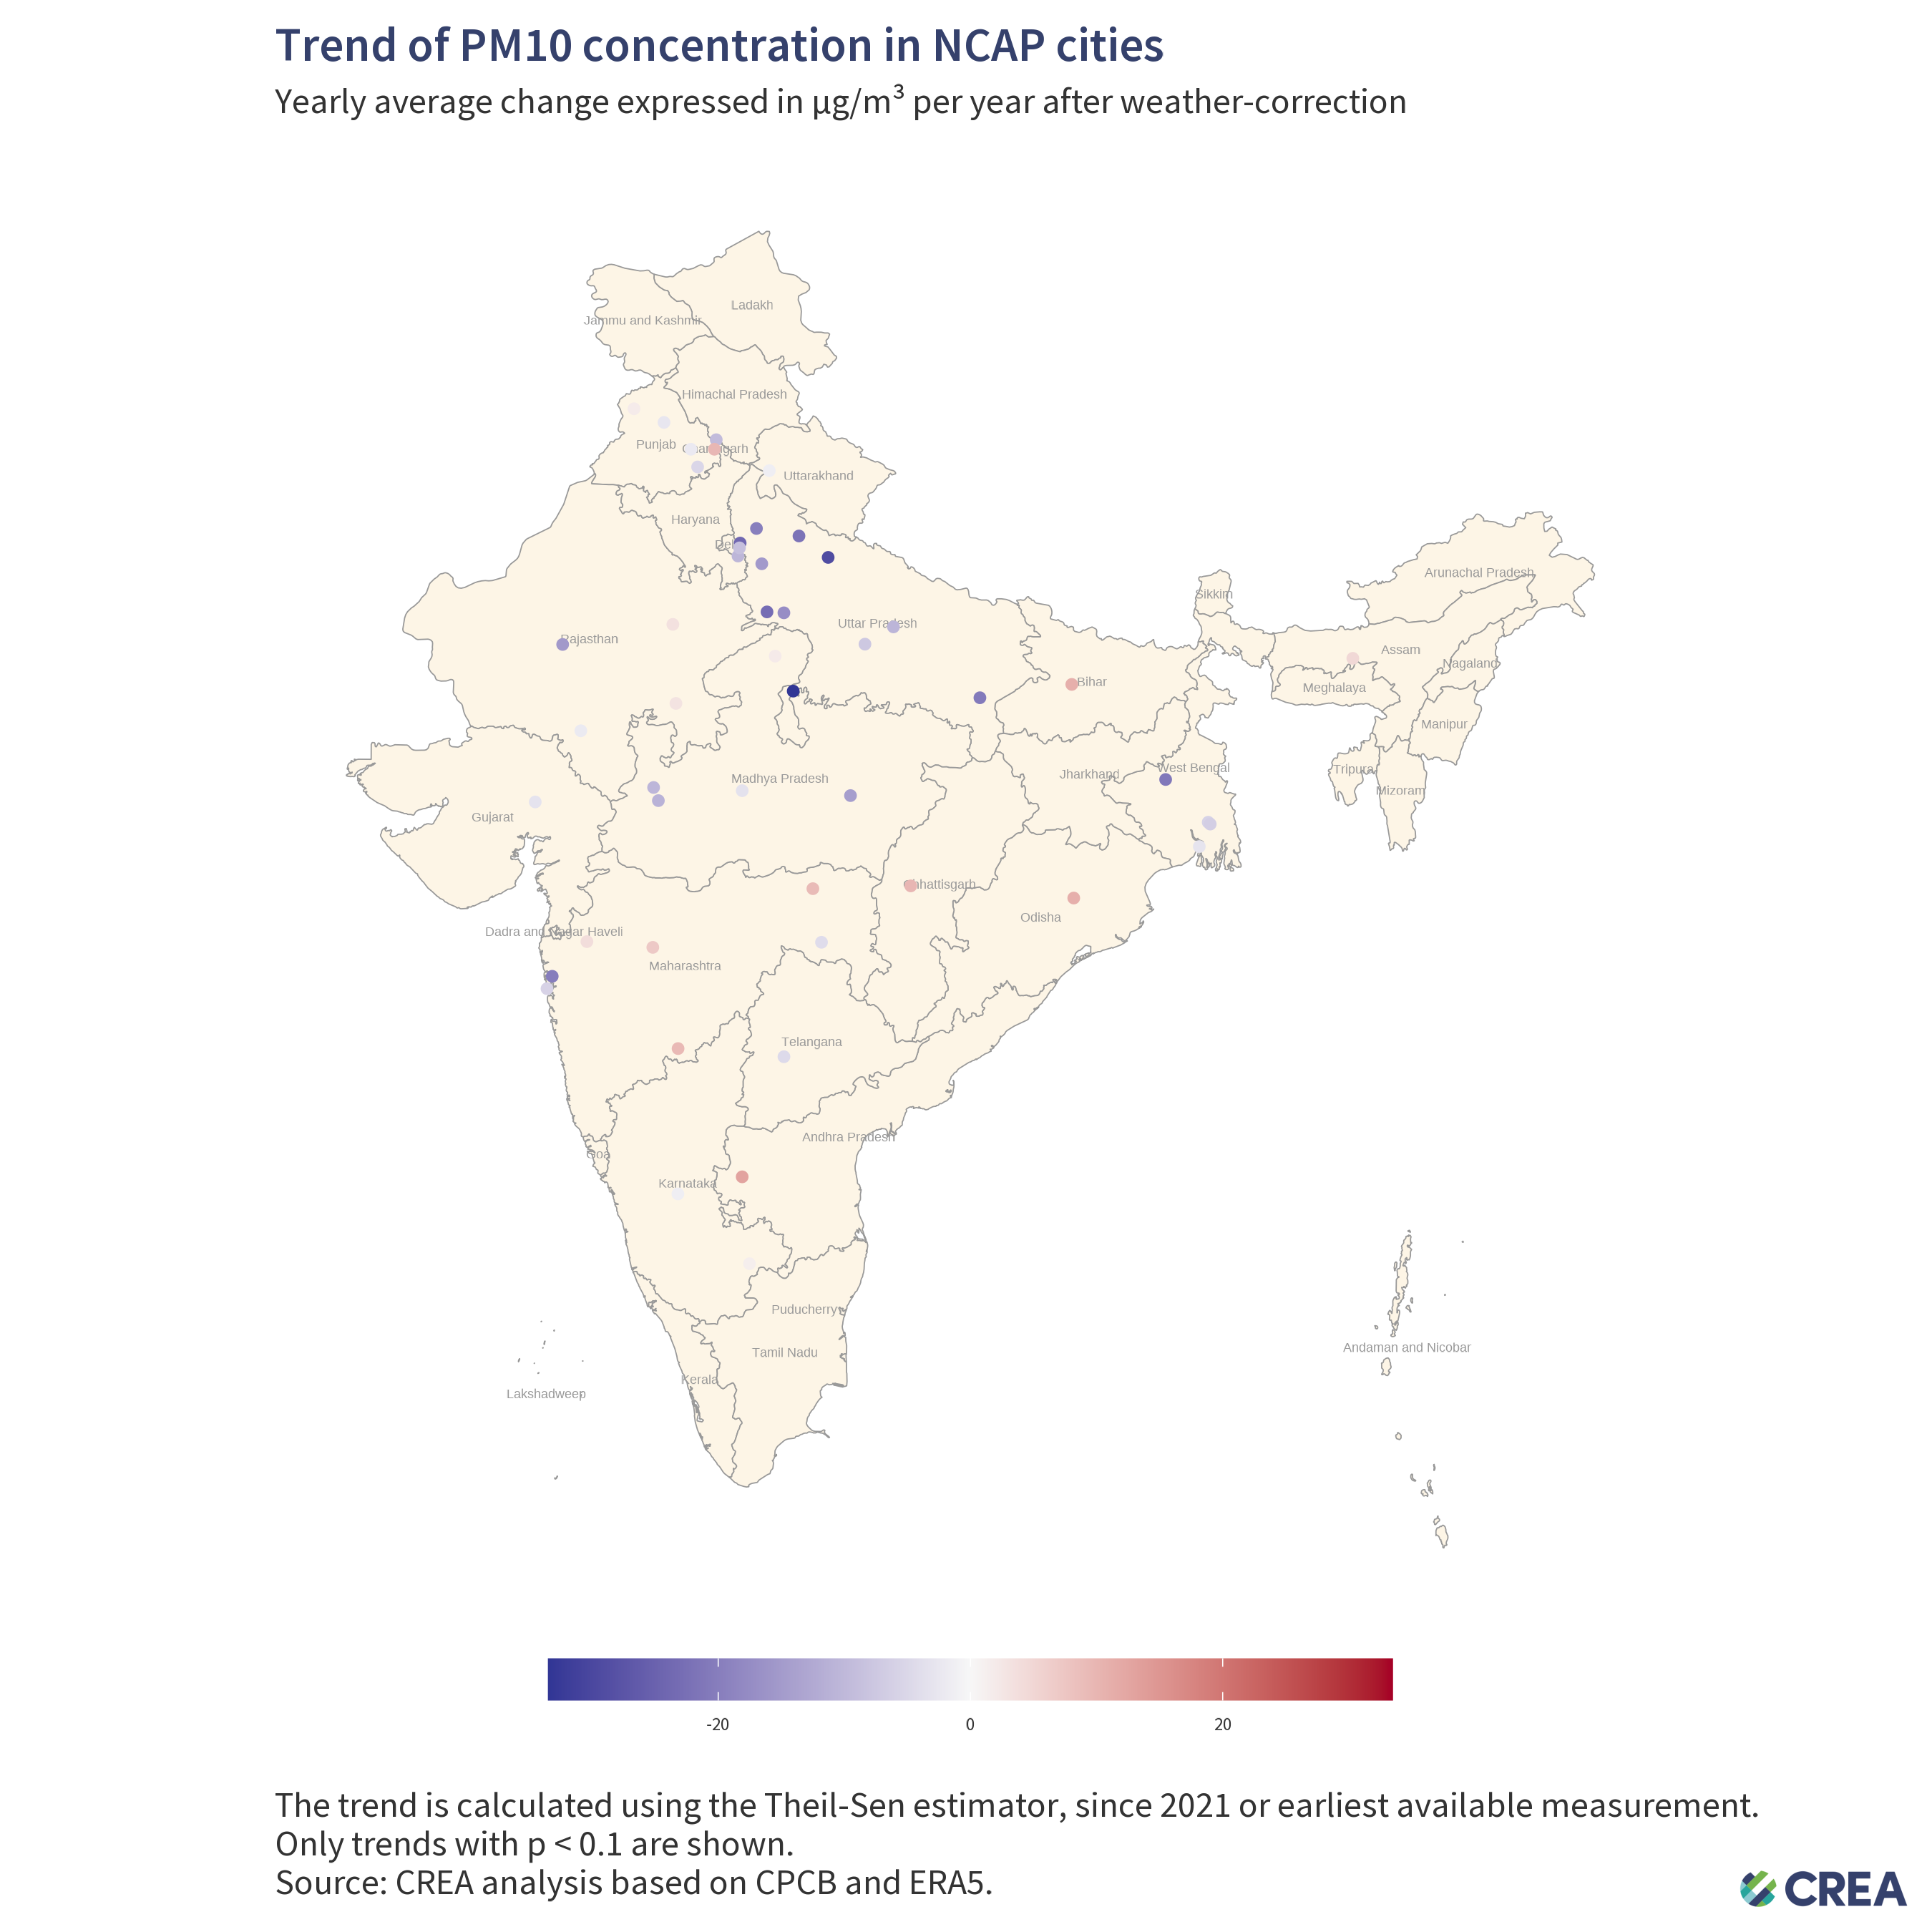 Trend of PM10 concentration in NCAP cities
Yearly average change expressed in µg/m³ per year after weather-correction
Ladakh
Jammu and Kashmir
Himachal Pradesh
Punjab
Chandigarh
Uttarakhand
Haryana
Delhi
Arunachal Pradesh
Sikkim
Uttar Pradesh
Rajasthan
Assam
Nagaland
Bihar
Meghalaya
Manipur
West Bengal
Tripura
Jharkhand
Madhya Pradesh
Mizoram
Gujarat
Chhattisgarh
Odisha
Dadra and Nagar Haveli
Maharashtra
Telangana
Andhra Pradesh
Goa
Karnataka
Puducherry
Andaman and Nicobar
Tamil Nadu
Kerala
Lakshadweep
-20 0 20
The trend is calculated using the Theil-Sen estimator, since 2021 or earliest available measurement.
Only trends with p < 0.1 are shown.
Source: CREA analysis based on CPCB and ERA5.
CREA